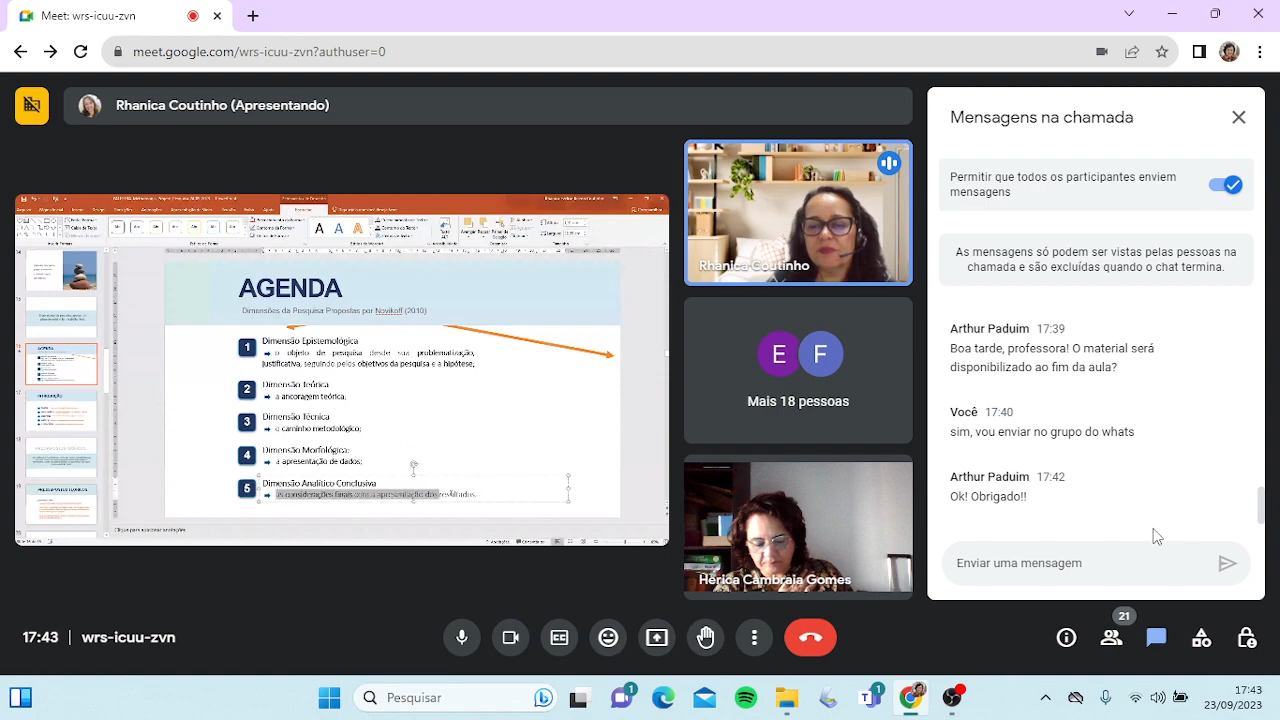 Meet: wrs-icuu-zvn
meet.google.com/wrs-icuu-zvn?authuser=0
Rhanica Coutinho (Apresentando)
AGENDA
Dimensões da Pesquisa Propostas por Novikoff (2010)
1
Dimensão Epistemológica
o objeto de pesquisa desde sua problematização,
justificativa, seguindo pelos objetivos da pesquisa e a hipótese;
2
Dimensão Teórica
a ancoragem teórica;
3
Dimensão Técnica
o caminho metodológico;
4
Dimensão Morfológica:
a apresentação de dados;
5
Dimensão Analítico Conclusiva
as considerações finais com a apresentação dos resultados.
Clique para adicionar anotações
Rhanica Coutinho
E
F
Mais 18 pessoas
Hérica Cambraia Gomes
Mensagens na chamada
Permitir que todos os participantes enviem
mensagens
As mensagens só podem ser vistas pelas pessoas na
chamada e são excluídas quando o chat termina.
Arthur Paduim 17:39
Boa tarde, professora! O material será
disponibilizado ao fim da aula?
Você 17:40
sim, vou enviar no grupo do whats
Arthur Paduim 17:42
Ok! Obrigado!!
Enviar uma mensagem
17:43 | wrs-icuu-zvn
21
Pesquisar
1
1
17:43
23/09/2023